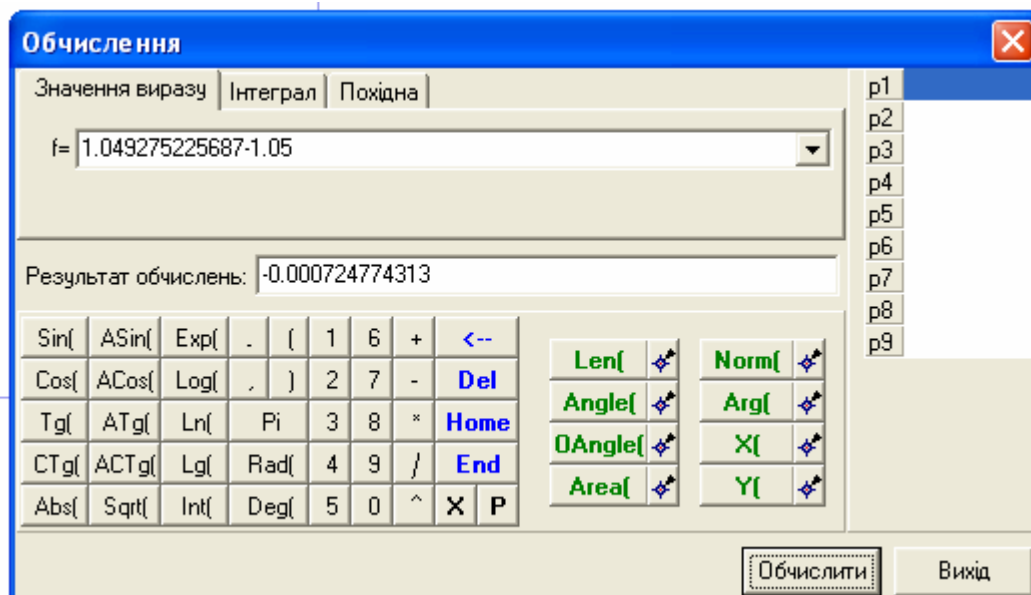 Обчислення
Значення виразу Інтеграл Похідна
f= 1.049275225687-1.05
Результат обчислень: -0.000724774313
Sin( ASin( Exp( . ( 1 6 + <--
Cos( ACos( Log( , ) 2 7 - Del
Tg( ATg( Ln( Pi 3 8 * Home
CTg( ACTg( Lg( Rad( 4 9 / End
Abs( Sqrt( Int( Deg( 5 0 ^ X P
Len( Norm(
Angle( Arg(
OAngle( X(
Area( Y(
p1
p2
p3
p4
p5
p6
p7
p8
p9
Обчислити Вихід